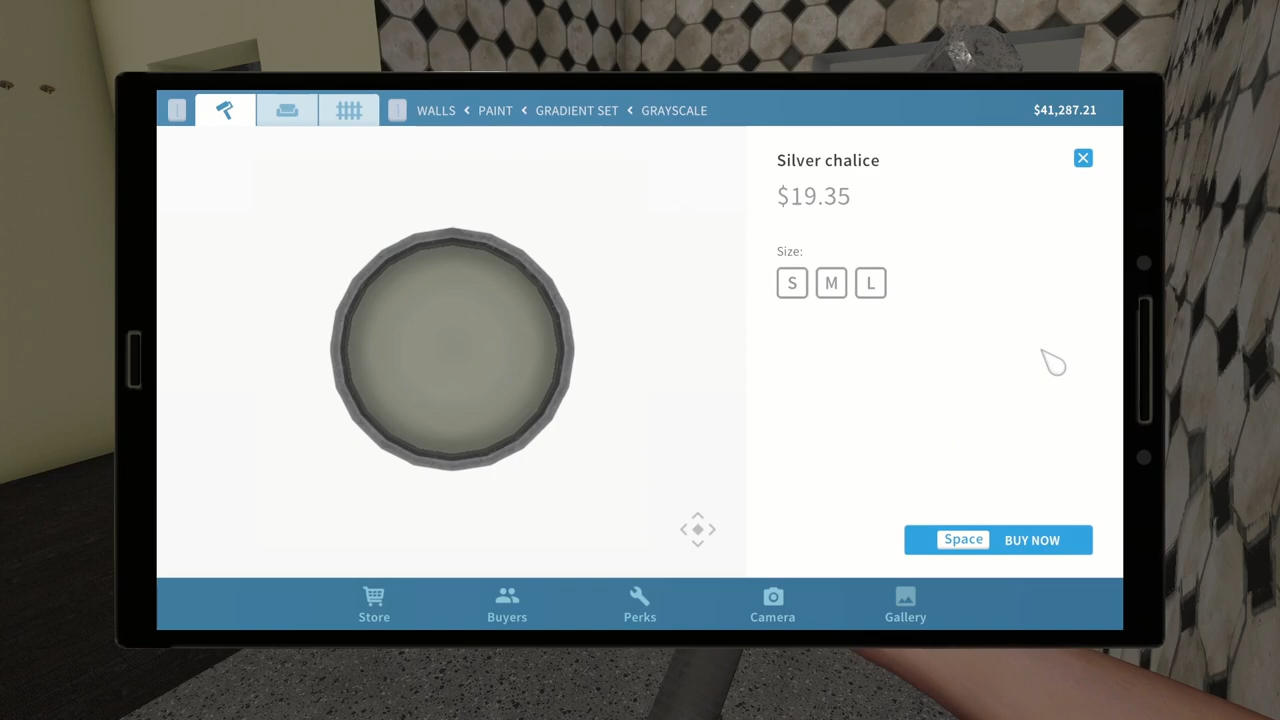 WALLS < PAINT < GRADIENT SET < GRAYSCALE
$41,287.21
Silver chalice
$19.35
Size:
S M L
Space BUY NOW
Store Buyers Perks Camera Gallery